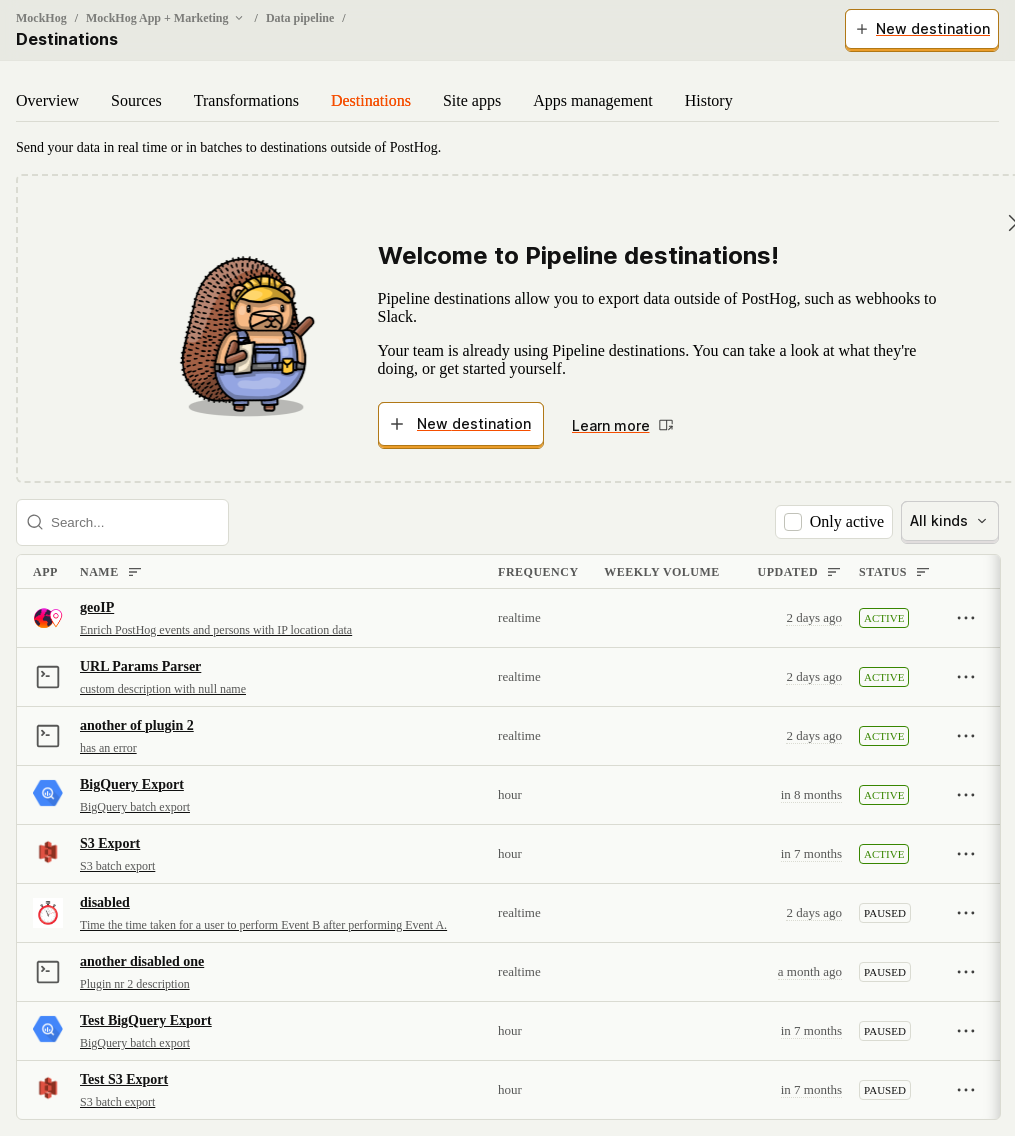 MockHog / MockHog App + Marketing / Data pipeline /
Destinations
New destination
Overview Sources Transformations Destinations Site apps Apps management History
Send your data in real time or in batches to destinations outside of PostHog.
Welcome to Pipeline destinations!
Pipeline destinations allow you to export data outside of PostHog, such as webhooks to
Slack.
Your team is already using Pipeline destinations. You can take a look at what they're
doing, or get started yourself.
New destination Learn more
Search... Only active All kinds
APP NAME FREQUENCY WEEKLY VOLUME UPDATED STATUS
geoIP
Enrich PostHog events and persons with IP location data
realtime 2 days ago ACTIVE
URL Params Parser
custom description with null name
realtime 2 days ago ACTIVE
another of plugin 2
has an error
realtime 2 days ago ACTIVE
BigQuery Export
BigQuery batch export
hour in 8 months ACTIVE
S3 Export
S3 batch export
hour in 7 months ACTIVE
disabled
Time the time taken for a user to perform Event B after performing Event A.
realtime 2 days ago PAUSED
another disabled one
Plugin nr 2 description
realtime a month ago PAUSED
Test BigQuery Export
BigQuery batch export
hour in 7 months PAUSED
Test S3 Export
S3 batch export
hour in 7 months PAUSED